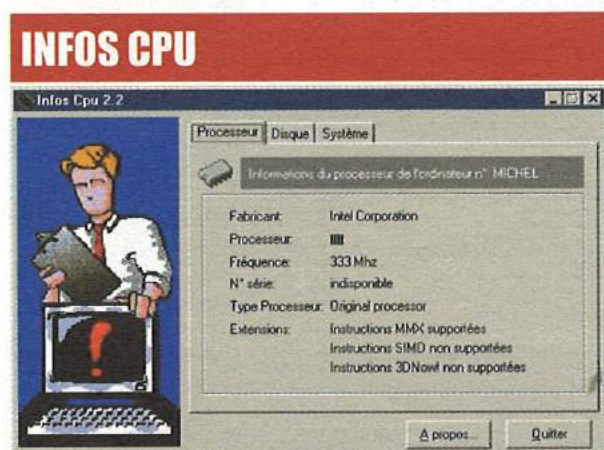 INFOS CPU
Infos Cpu 2.2
Processeur Disque Système
Informations du processeur de l'ordinateur n° MICHEL
Fabricant: Intel Corporation
Processeur:
Fréquence: 333 Mhz
N° série: indisponible
Type Processeur: Original processor
Extensions: Instructions MMX supportées
Instructions SIMD non supportées
Instructions 3DNow! non supportées
A propos... Quitter